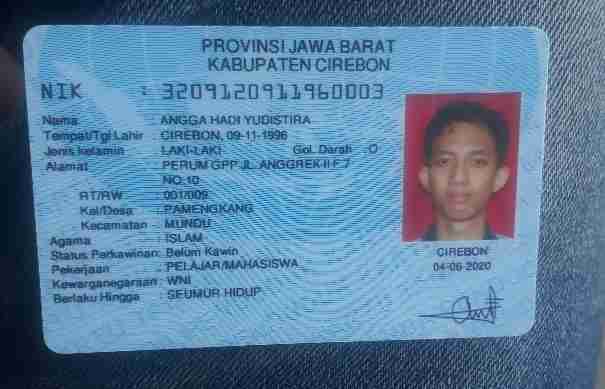 PROVINSI JAWA BARAT
KABUPATEN CIREBON
NIK : 3209120911960003
Nama : ANGGA HADI YUDISTIRA
Tempat/Tgl Lahir : CIREBON, 09-11-1996
Jenis kelamin : LAKI-LAKI Gol. Darah : O
Alamat : PERUM GPP JL. ANGGREK II F 7
NO.10
RT/RW : 001/009
Kel/Desa : PAMENGKANG
Kecamatan : MUNDU
Agama : ISLAM
Status Perkawinan: Belum Kawin
Pekerjaan : PELAJAR/MAHASISWA
Kewarganegaraan: WNI
Berlaku Hingga : SEUMUR HIDUP
CIREBON
04-06-2020